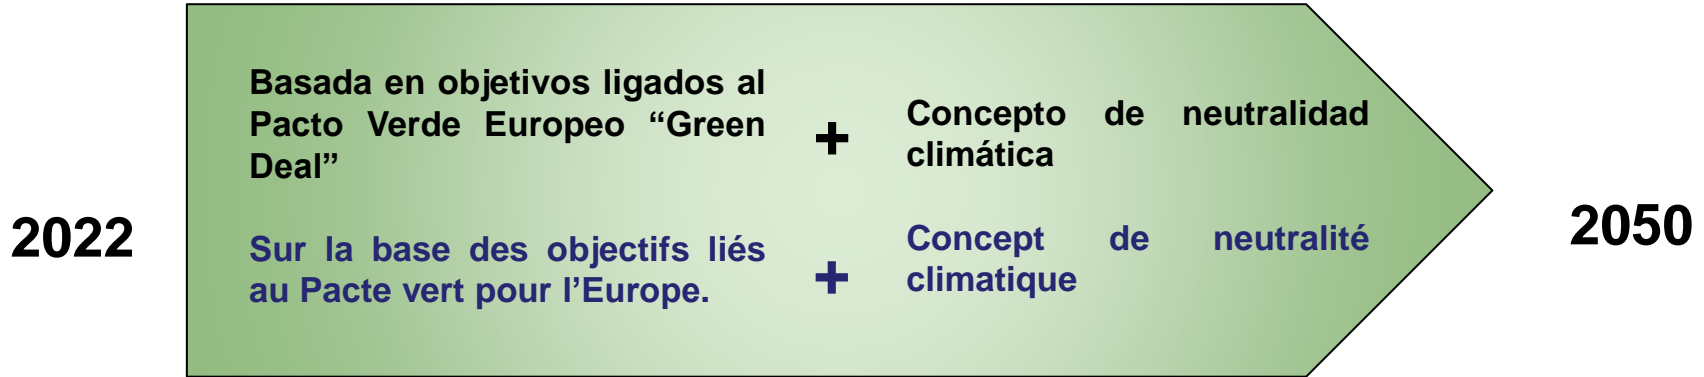 2022
Basada en objetivos ligados al
Pacto Verde Europeo “Green
Deal”
+
Concepto de neutralidad
climática
Sur la base des objectifs liés
au Pacte vert pour l’Europe.
+
Concept de neutralité
climatique
2050